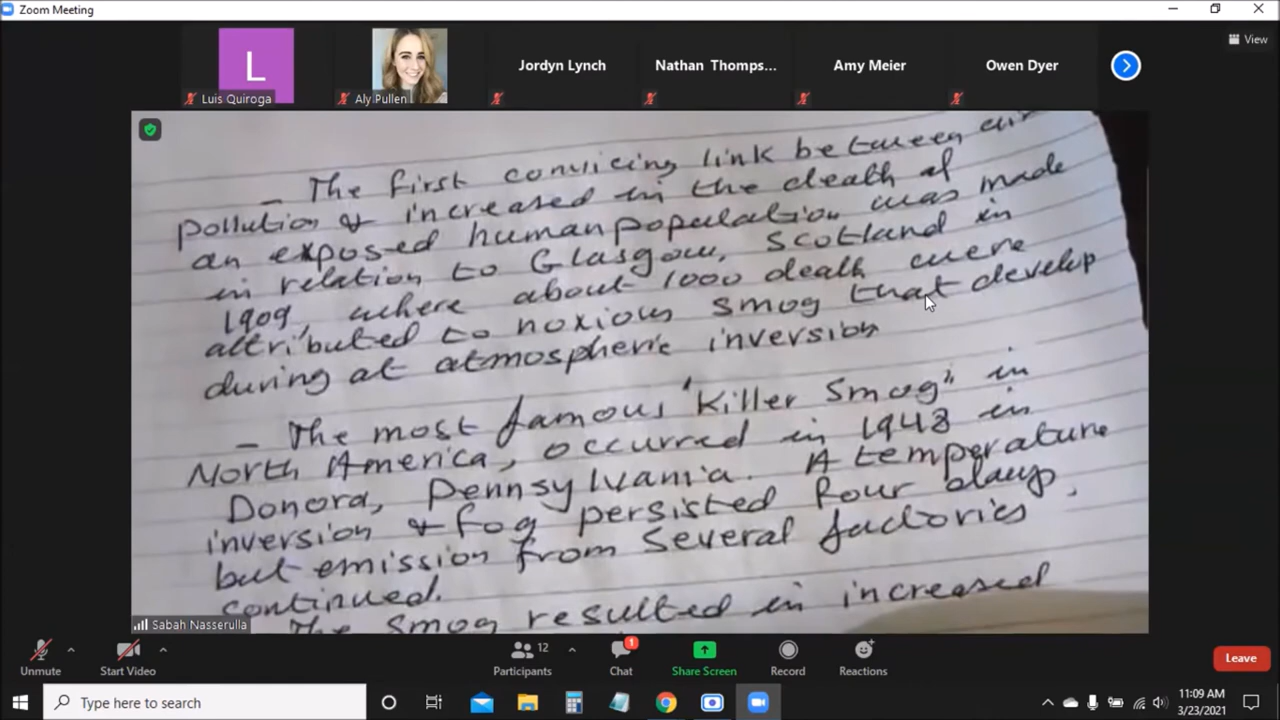 Zoom Meeting
View
L
Luis Quiroga
Aly Pullen
Jordyn Lynch
Nathan Thomps...
Amy Meier
Owen Dyer
- The first convicing link between air
pollution & increased in the death of
an exposed human population was made
in relation to Glasgow, Scotland in
1909, where about 1000 death were
attributed to noxious smog that develop
during at atmospheric inversion
- The most famous "Killer Smog" in
North America, occurred in 1948 in
Donora, Pennsylvania. A temperature
inversion & fog persisted four days,
but emission from several factories
continued.
The smog resulted in increased
Sabah Nasserulla
Unmute
Start Video
Participants
12
Chat
1
Share Screen
Record
Reactions
Leave
Type here to search
11:09 AM
3/23/2021